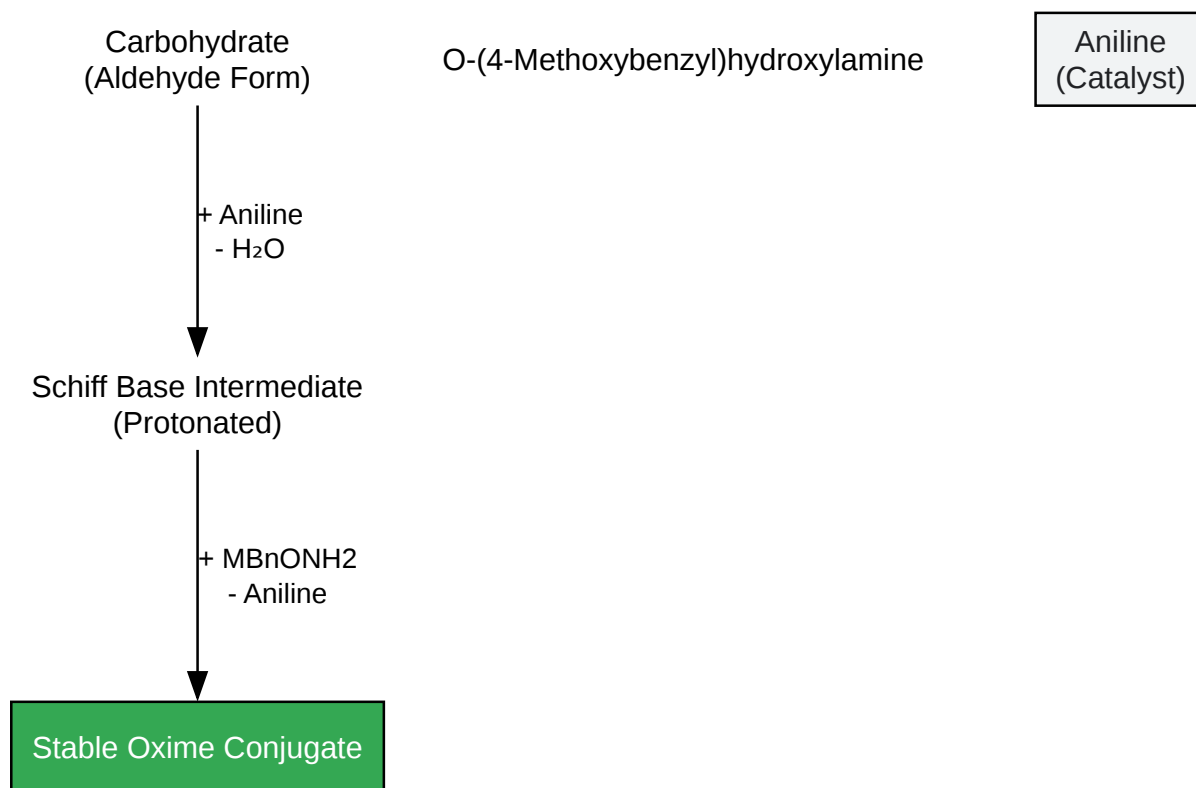 Carbohydrate
(Aldehyde Form)
O-(4-Methoxybenzyl)hydroxylamine
Aniline
(Catalyst)
+ Aniline
- H₂O
Schiff Base Intermediate
(Protonated)
+ MBnONH2
- Aniline
Stable Oxime Conjugate